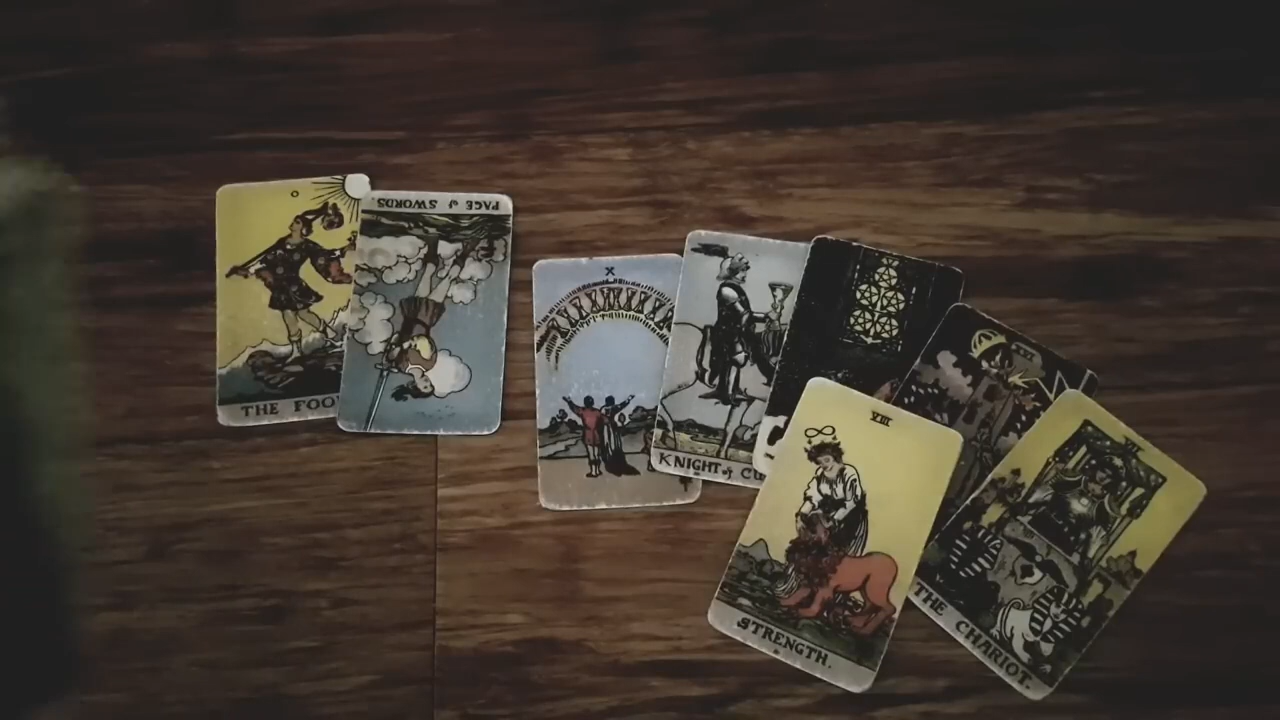 THE FOO
PAGE of SWORDS.
X
KNIGHT of CU
VIII
STRENGTH.
THE CHARIOT.